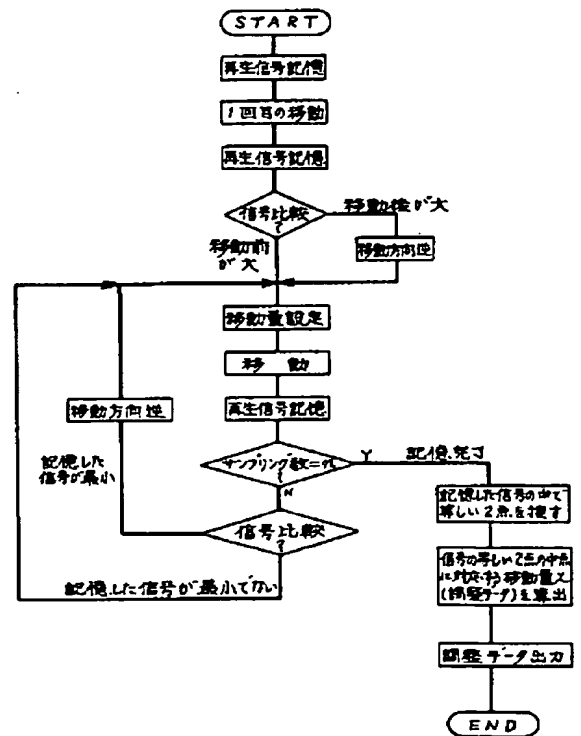 START
再生信号記憶
1回目の移動
再生信号記憶
信号比較
?
移動後が大
移動前
が大
移動方向逆
移動量設定
移動
再生信号記憶
移動方向逆
サンプリング数=n
?
Y
記憶完了
N
記憶した
信号が最小
信号比較
?
記憶した信号が最小でない
記憶した信号の中で
等しい2点を捜す
信号の等しい2点の中点
に対応する移動量X
(調整データ)を算出
調整データ出力
END